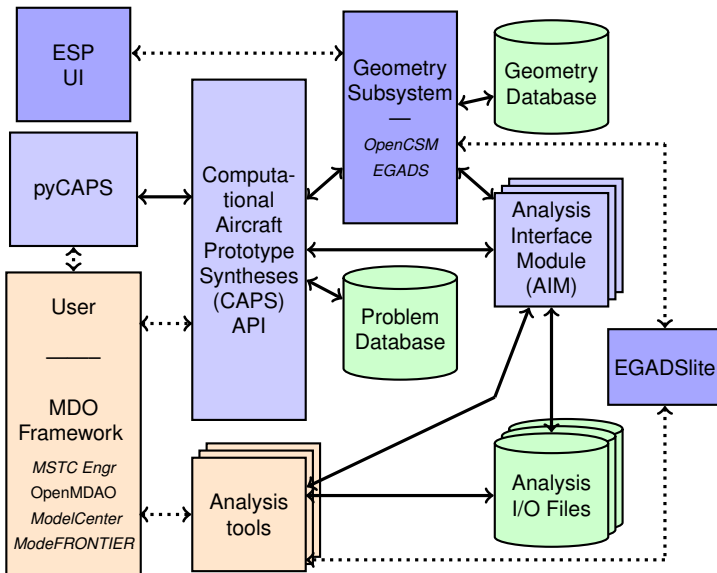 ESP
UI
Geometry
Subsystem
OpenCSM
EGADS
Geometry
Database
pyCAPS
Computa-
tional
Aircraft
Prototype
Syntheses
(CAPS)
API
Analysis
Interface
Module
(AIM)
Problem
Database
EGADSlite
User
MDO
Framework
MSTC Engr
OpenMDAO
ModelCenter
ModeFRONTIER
Analysis
tools
Analysis
I/O Files